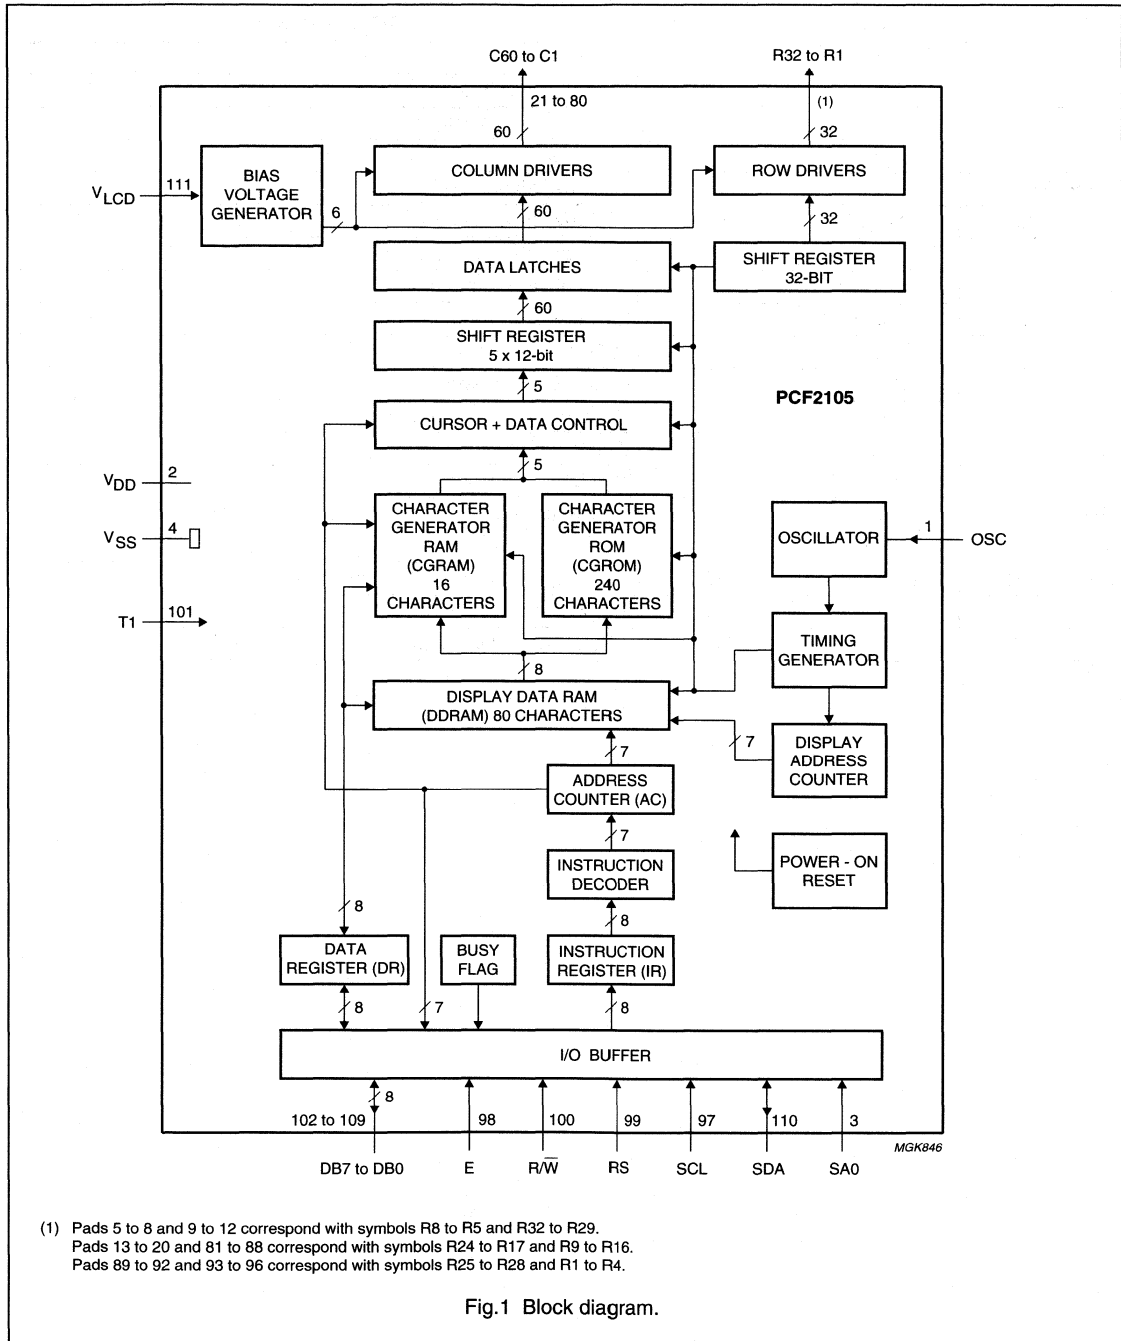 C60 to C1
R32 to R1
21 to 80
(1)
60
32
BIAS
VOLTAGE
GENERATOR
COLUMN DRIVERS
ROW DRIVERS
VLCD
111
6
60
32
DATA LATCHES
SHIFT REGISTER
32-BIT
60
SHIFT REGISTER
5 x 12-bit
5
PCF2105
CURSOR + DATA CONTROL
5
VDD
2
CHARACTER
GENERATOR
RAM
(CGRAM)
16
CHARACTERS
CHARACTER
GENERATOR
ROM
(CGROM)
240
CHARACTERS
VSS
4
OSCILLATOR
1
OSC
T1
101
TIMING
GENERATOR
8
DISPLAY DATA RAM
(DDRAM) 80 CHARACTERS
7
7
DISPLAY
ADDRESS
COUNTER
ADDRESS
COUNTER (AC)
7
INSTRUCTION
DECODER
POWER - ON
RESET
8
8
DATA
REGISTER (DR)
BUSY
FLAG
INSTRUCTION
REGISTER (IR)
8
7
8
I/O BUFFER
8
102 to 109
98
100
99
97
110
3
MGK846
DB7 to DB0
E
R/W̅
RS
SCL
SDA
SA0
(1) Pads 5 to 8 and 9 to 12 correspond with symbols R8 to R5 and R32 to R29.
Pads 13 to 20 and 81 to 88 correspond with symbols R24 to R17 and R9 to R16.
Pads 89 to 92 and 93 to 96 correspond with symbols R25 to R28 and R1 to R4.
Fig.1 Block diagram.